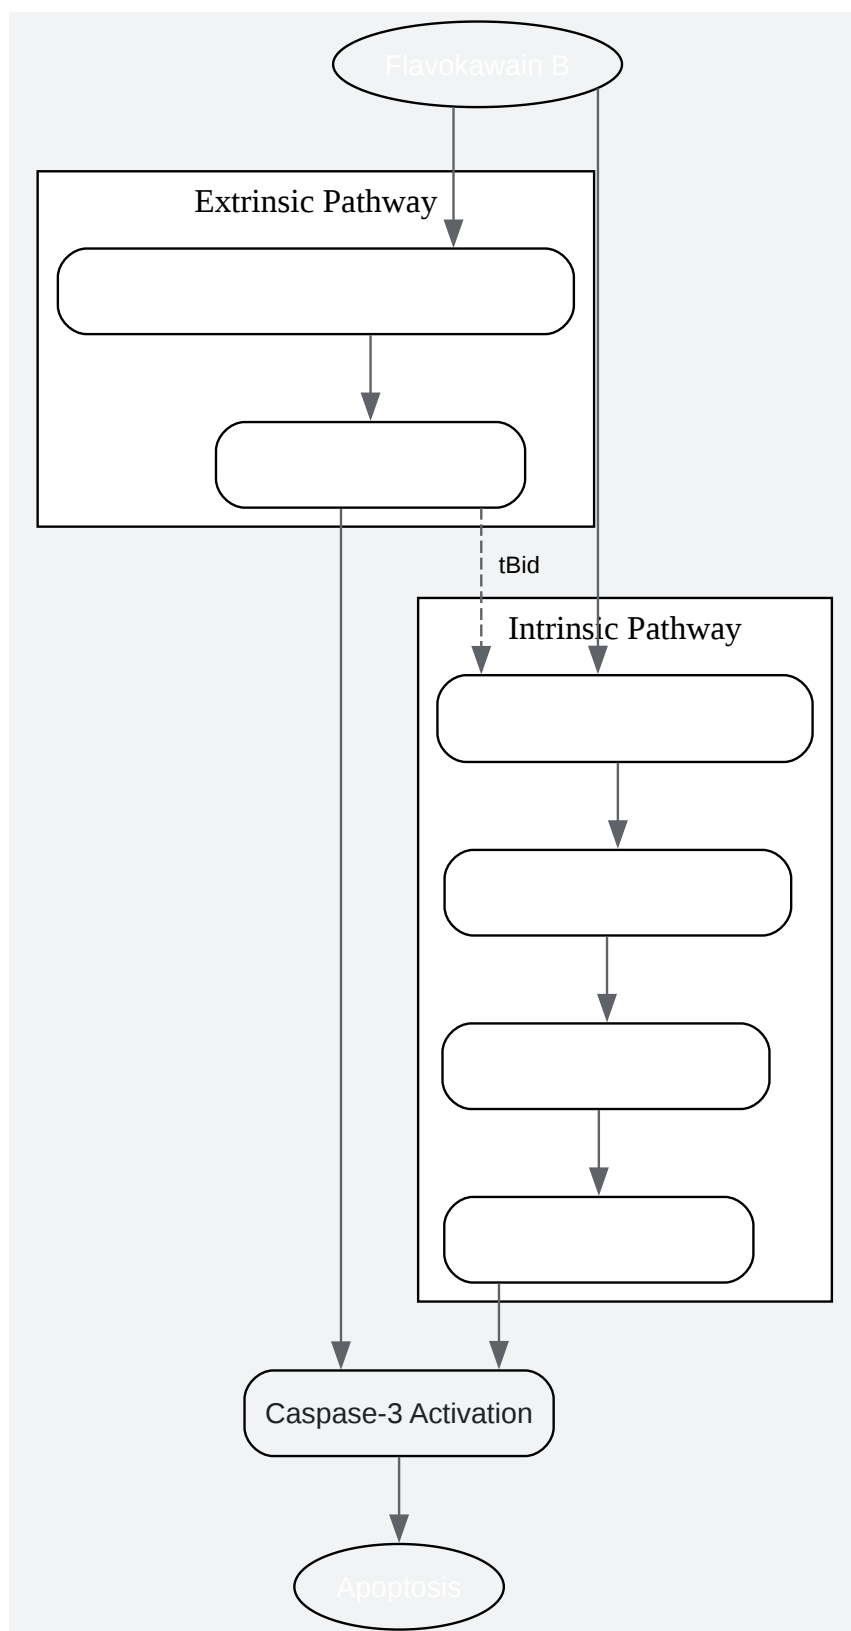 Flavokawain B
Extrinsic Pathway
tBid
Intrinsic Pathway
Caspase-3 Activation
Apoptosis